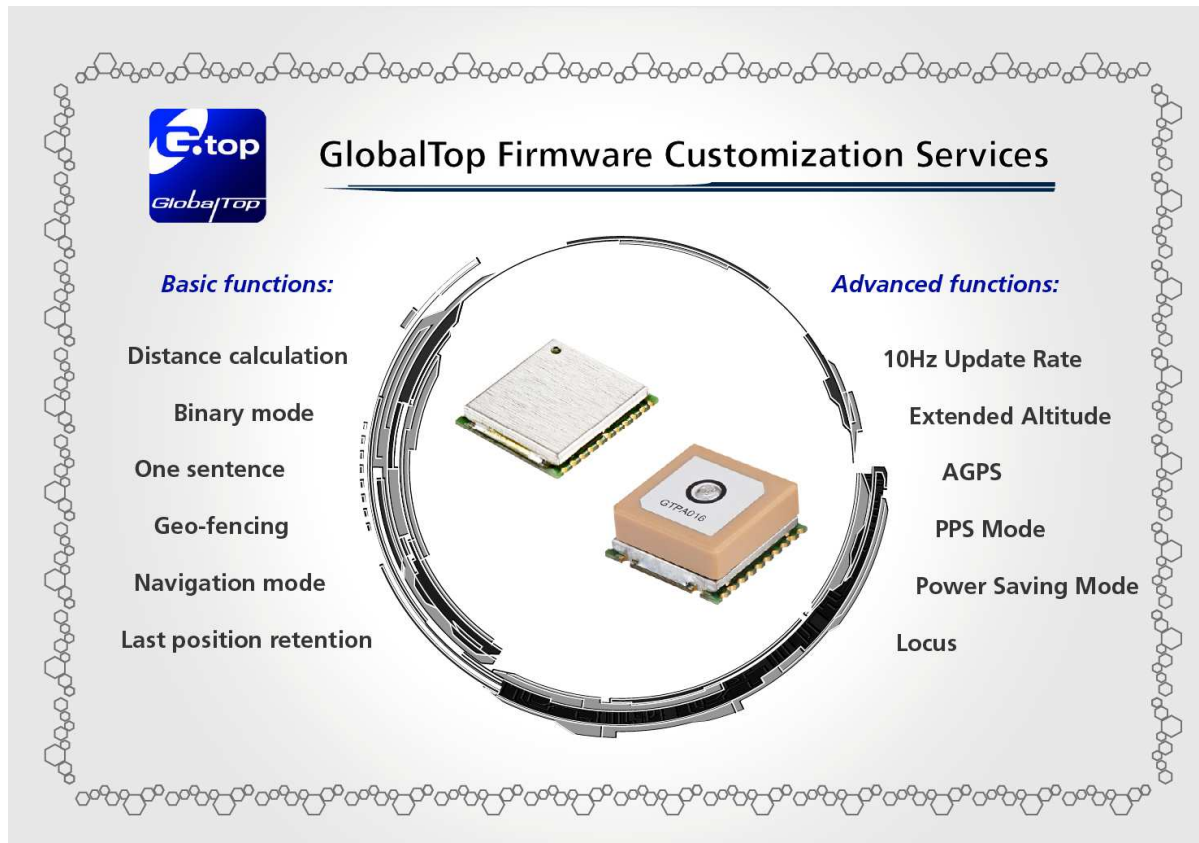 G.top
GlobalTop
GlobalTop Firmware Customization Services
Basic functions:
Distance calculation
Binary mode
One sentence
Geo-fencing
Navigation mode
Last position retention
GTPA016
Advanced functions:
10Hz Update Rate
Extended Altitude
AGPS
PPS Mode
Power Saving Mode
Locus